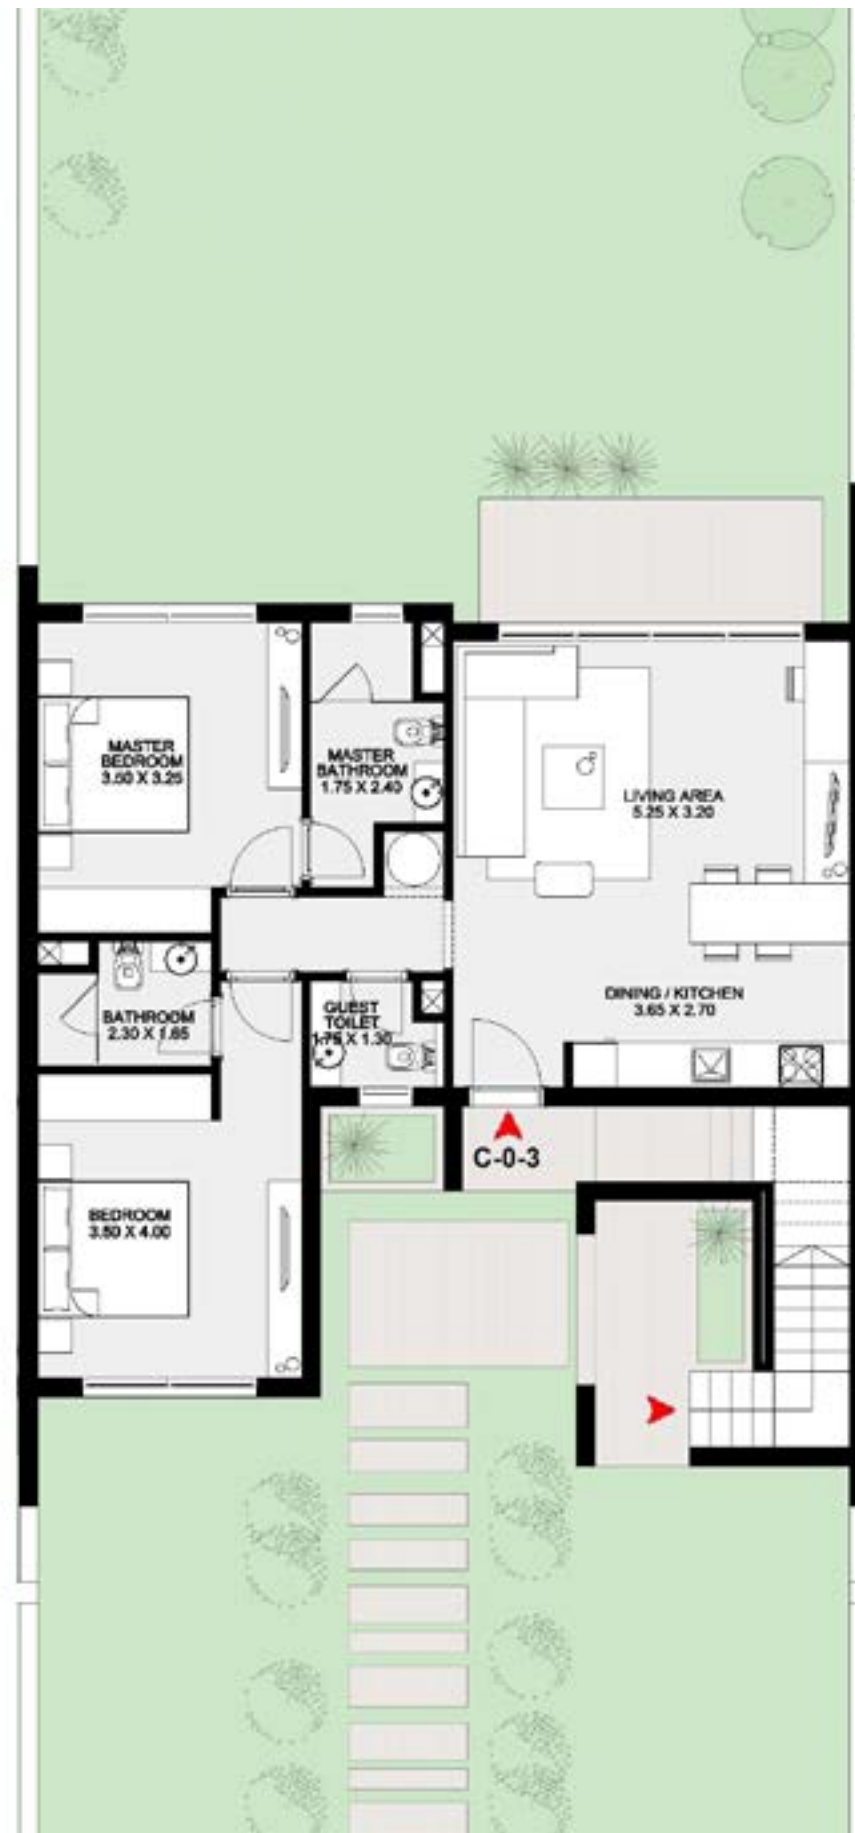 MASTER
BEDROOM
3.50 X 3.25
MASTER
BATHROOM
1.75 X 2.40
LIVING AREA
5.25 X 3.20
DINING / KITCHEN
3.65 X 2.70
BATHROOM
2.30 X 1.65
GUEST
TOILET
1.75 X 1.30
C-0-3
BEDROOM
3.50 X 4.00